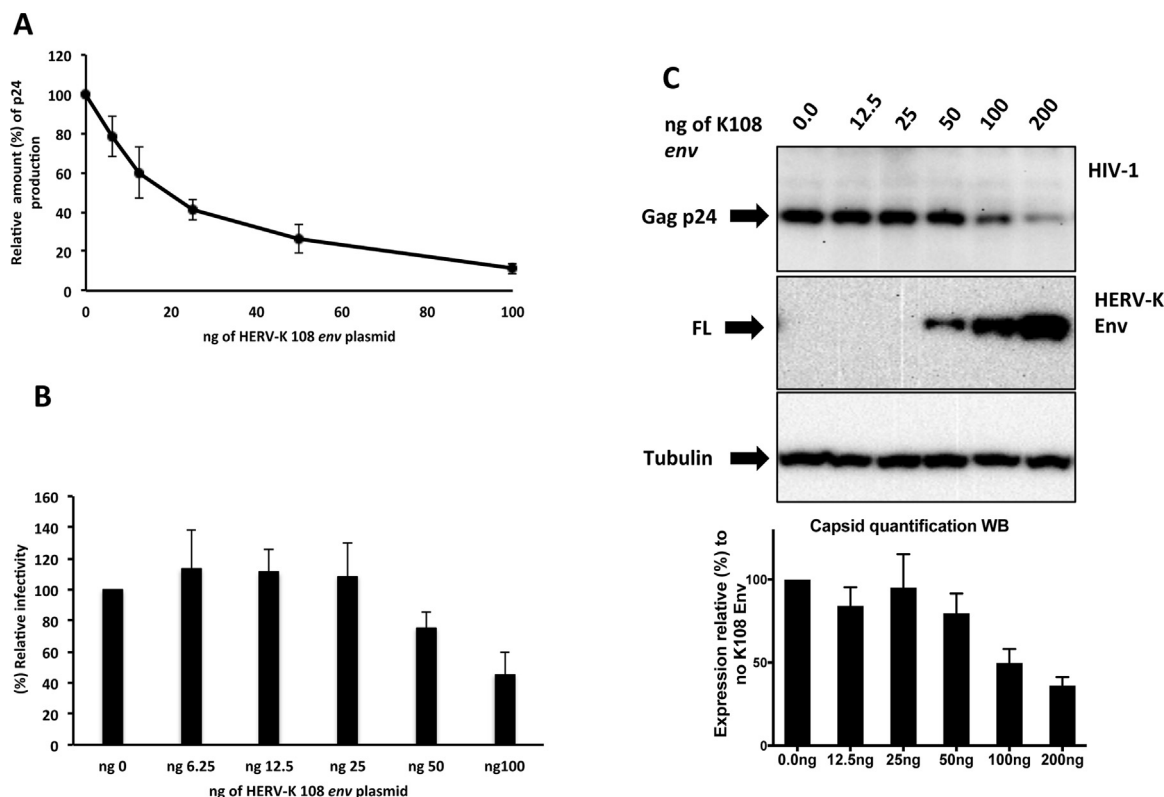 A
120
100
80
60
40
20
0
Relative amount (%) of p24
production
0 20 40 60 80 100
ng of HERV-K 108 env plasmid
B
160
140
120
100
80
60
40
20
0
(%) Relative infectivity
ng 0 ng 6.25 ng 12.5 ng 25 ng 50 ng100
ng of HERV-K 108 env plasmid
C
ng of K108
env
0.0 12.5 25 50 100 200
HIV-1
Gag p24
HERV-K
Env
FL
Tubulin
Capsid quantification WB
Expression relative (%) to
no K108 Env
100
50
0
0.0ng 12.5ng 25ng 50ng 100ng 200ng